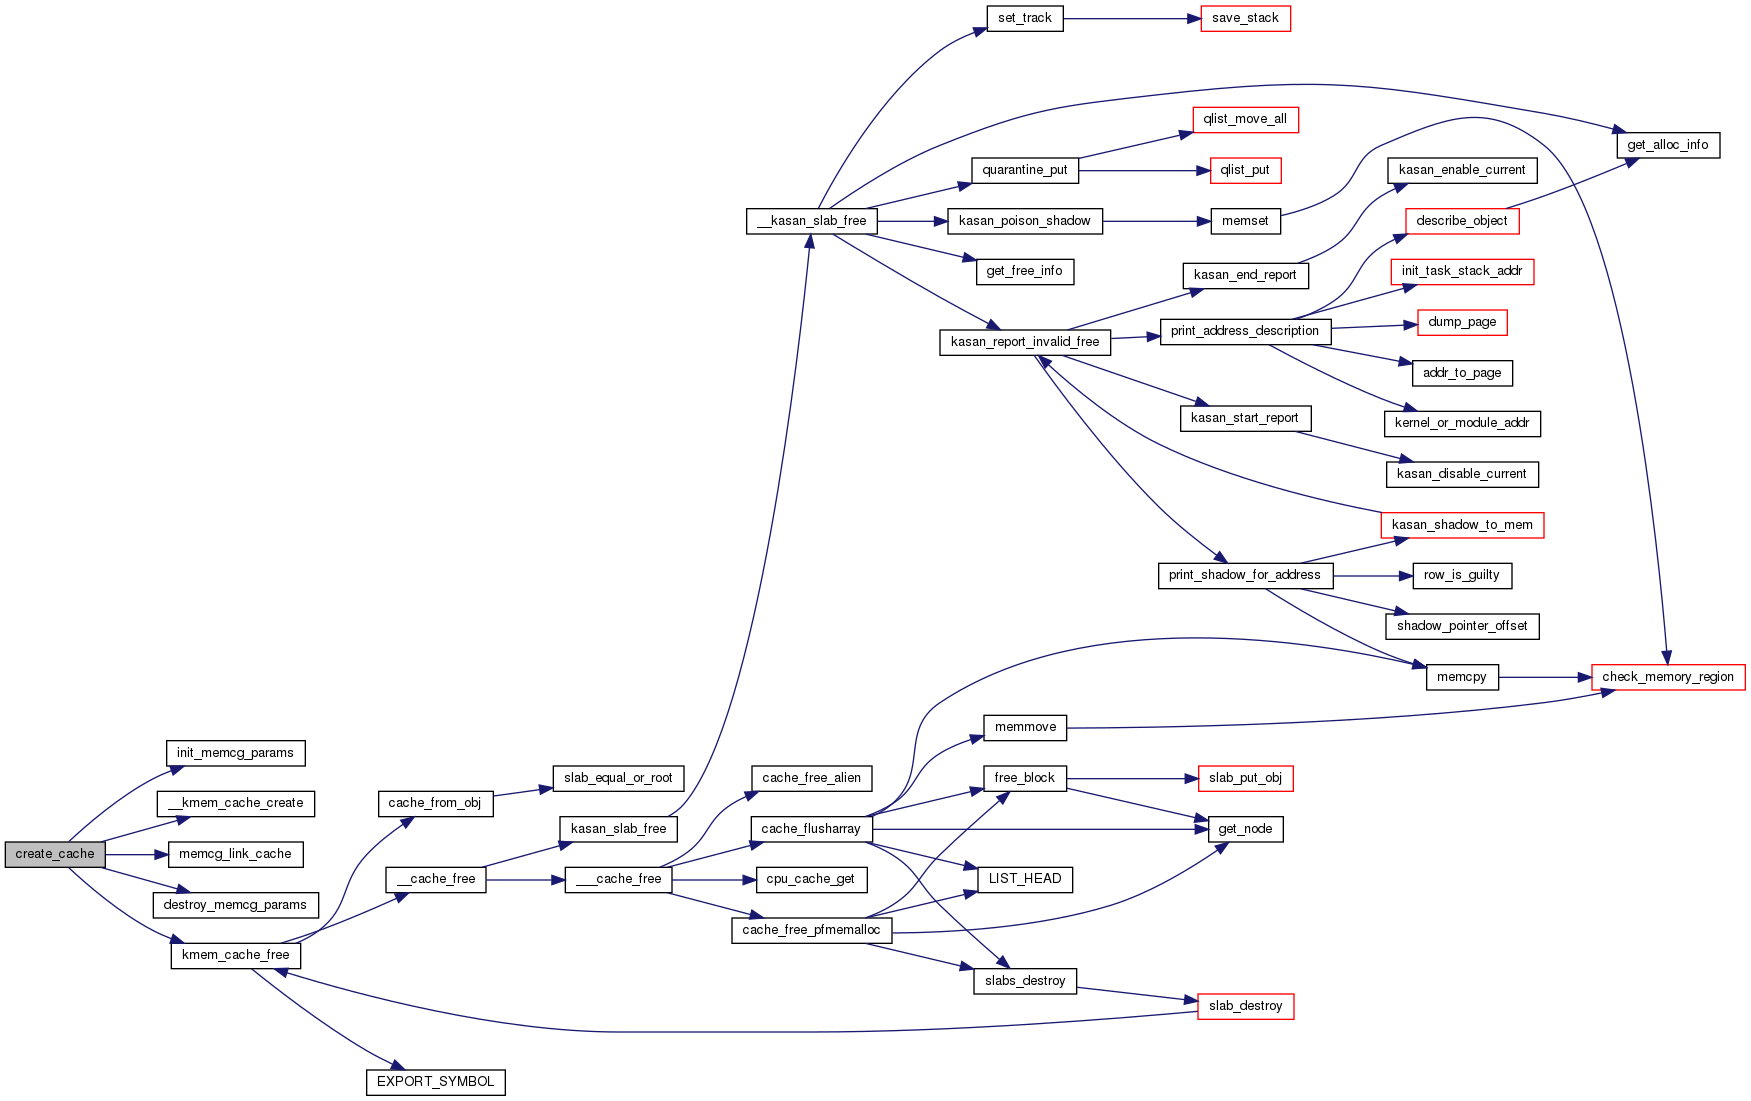 set_track
save_stack
qlist_move_all
get_alloc_info
quarantine_put
qlist_put
kasan_enable_current
__kasan_slab_free
kasan_poison_shadow
memset
describe_object
get_free_info
kasan_end_report
init_task_stack_addr
kasan_report_invalid_free
print_address_description
dump_page
addr_to_page
kasan_start_report
kernel_or_module_addr
kasan_disable_current
kasan_shadow_to_mem
print_shadow_for_address
row_is_guilty
shadow_pointer_offset
memcpy
check_memory_region
memmove
init_memcg_params
slab_equal_or_root
cache_free_alien
free_block
slab_put_obj
__kmem_cache_create
cache_from_obj
kasan_slab_free
cache_flusharray
get_node
create_cache
memcg_link_cache
__cache_free
___cache_free
cpu_cache_get
LIST_HEAD
destroy_memcg_params
cache_free_pfmemalloc
kmem_cache_free
slabs_destroy
slab_destroy
EXPORT_SYMBOL